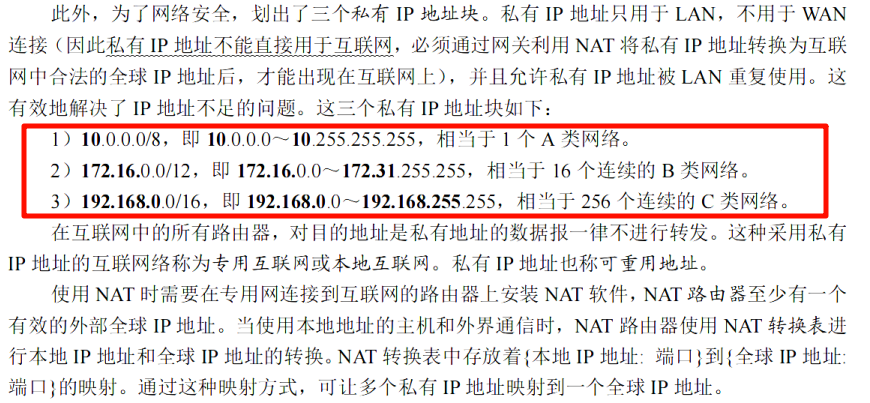 此外，为了网络安全，划出了三个私有 IP 地址块。私有 IP 地址只用于 LAN，不用于 WAN
连接（因此私有 IP 地址不能直接用于互联网，必须通过网关利用 NAT 将私有 IP 地址转换为互联
网中合法的全球 IP 地址后，才能出现在互联网上），并且允许私有 IP 地址被 LAN 重复使用。这
有效地解决了 IP 地址不足的问题。这三个私有 IP 地址块如下：
1）10.0.0.0/8，即 10.0.0.0～10.255.255.255，相当于 1 个 A 类网络。
2）172.16.0.0/12，即 172.16.0.0～172.31.255.255，相当于 16 个连续的 B 类网络。
3）192.168.0.0/16，即 192.168.0.0～192.168.255.255，相当于 256 个连续的 C 类网络。
在互联网中的所有路由器，对目的地址是私有地址的数据报一律不进行转发。这种采用私有
IP 地址的互联网络称为专用互联网或本地互联网。私有 IP 地址也称可重用地址。
使用 NAT 时需要在专用网连接到互联网的路由器上安装 NAT 软件，NAT 路由器至少有一个
有效的外部全球 IP 地址。当使用本地地址的主机和外界通信时，NAT 路由器使用 NAT 转换表进
行本地 IP 地址和全球 IP 地址的转换。NAT 转换表中存放着{本地 IP 地址: 端口}到{全球 IP 地址:
端口}的映射。通过这种映射方式，可让多个私有 IP 地址映射到一个全球 IP 地址。